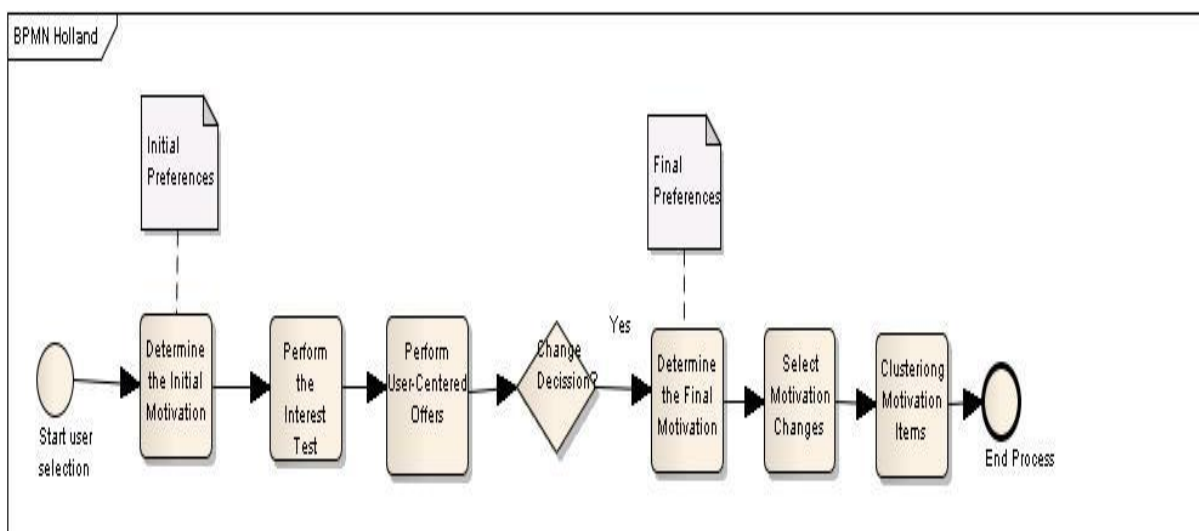 BPMN Holland
Initial
Preferences
Final
Preferences
Start user
selection
Determine
the Initial
Motivation
Perform
the
Interest
Test
Perform
User-Centered
Offers
Change
Decission?
Yes
Determine
the Final
Motivation
Select
Motivation
Changes
Clusteriong
Motivation
Items
End Process